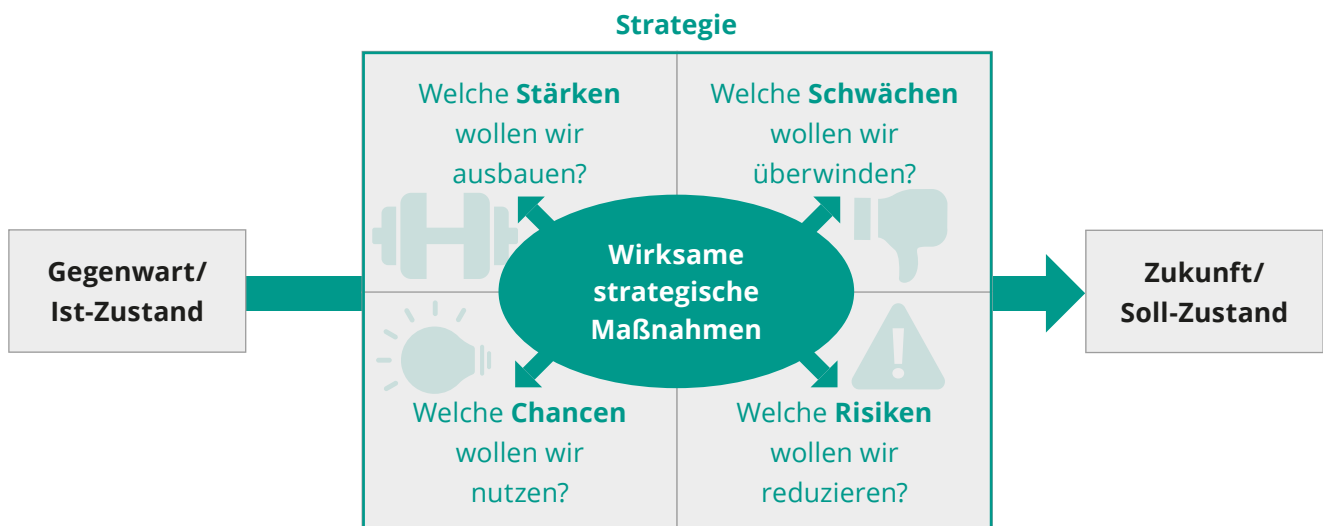 Strategie
Welche Stärken
wollen wir
ausbauen?
Welche Schwächen
wollen wir
überwinden?
Gegenwart/
Ist-Zustand
Wirksame
strategische
Maßnahmen
Zukunft/
Soll-Zustand
Welche Chancen
wollen wir
nutzen?
Welche Risiken
wollen wir
reduzieren?